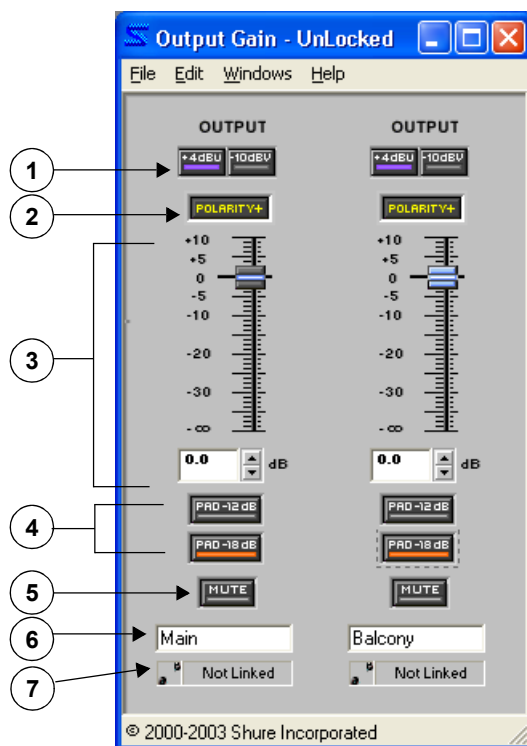 Output Gain - UnLocked
File Edit Windows Help
OUTPUT OUTPUT
1 +4dBu -10dBV +4dBu -10dBV
2 POLARITY+ POLARITY+
+10 +10
+5 +5
0 0
-5 -5
-10 -10
3
-20 -20
-30 -30
-∞ -∞
0.0 dB 0.0 dB
PAD-12dB PAD-12dB
4
PAD-18dB PAD-18dB
5 MUTE MUTE
6 Main Balcony
7 a B Not Linked a B Not Linked
© 2000-2003 Shure Incorporated